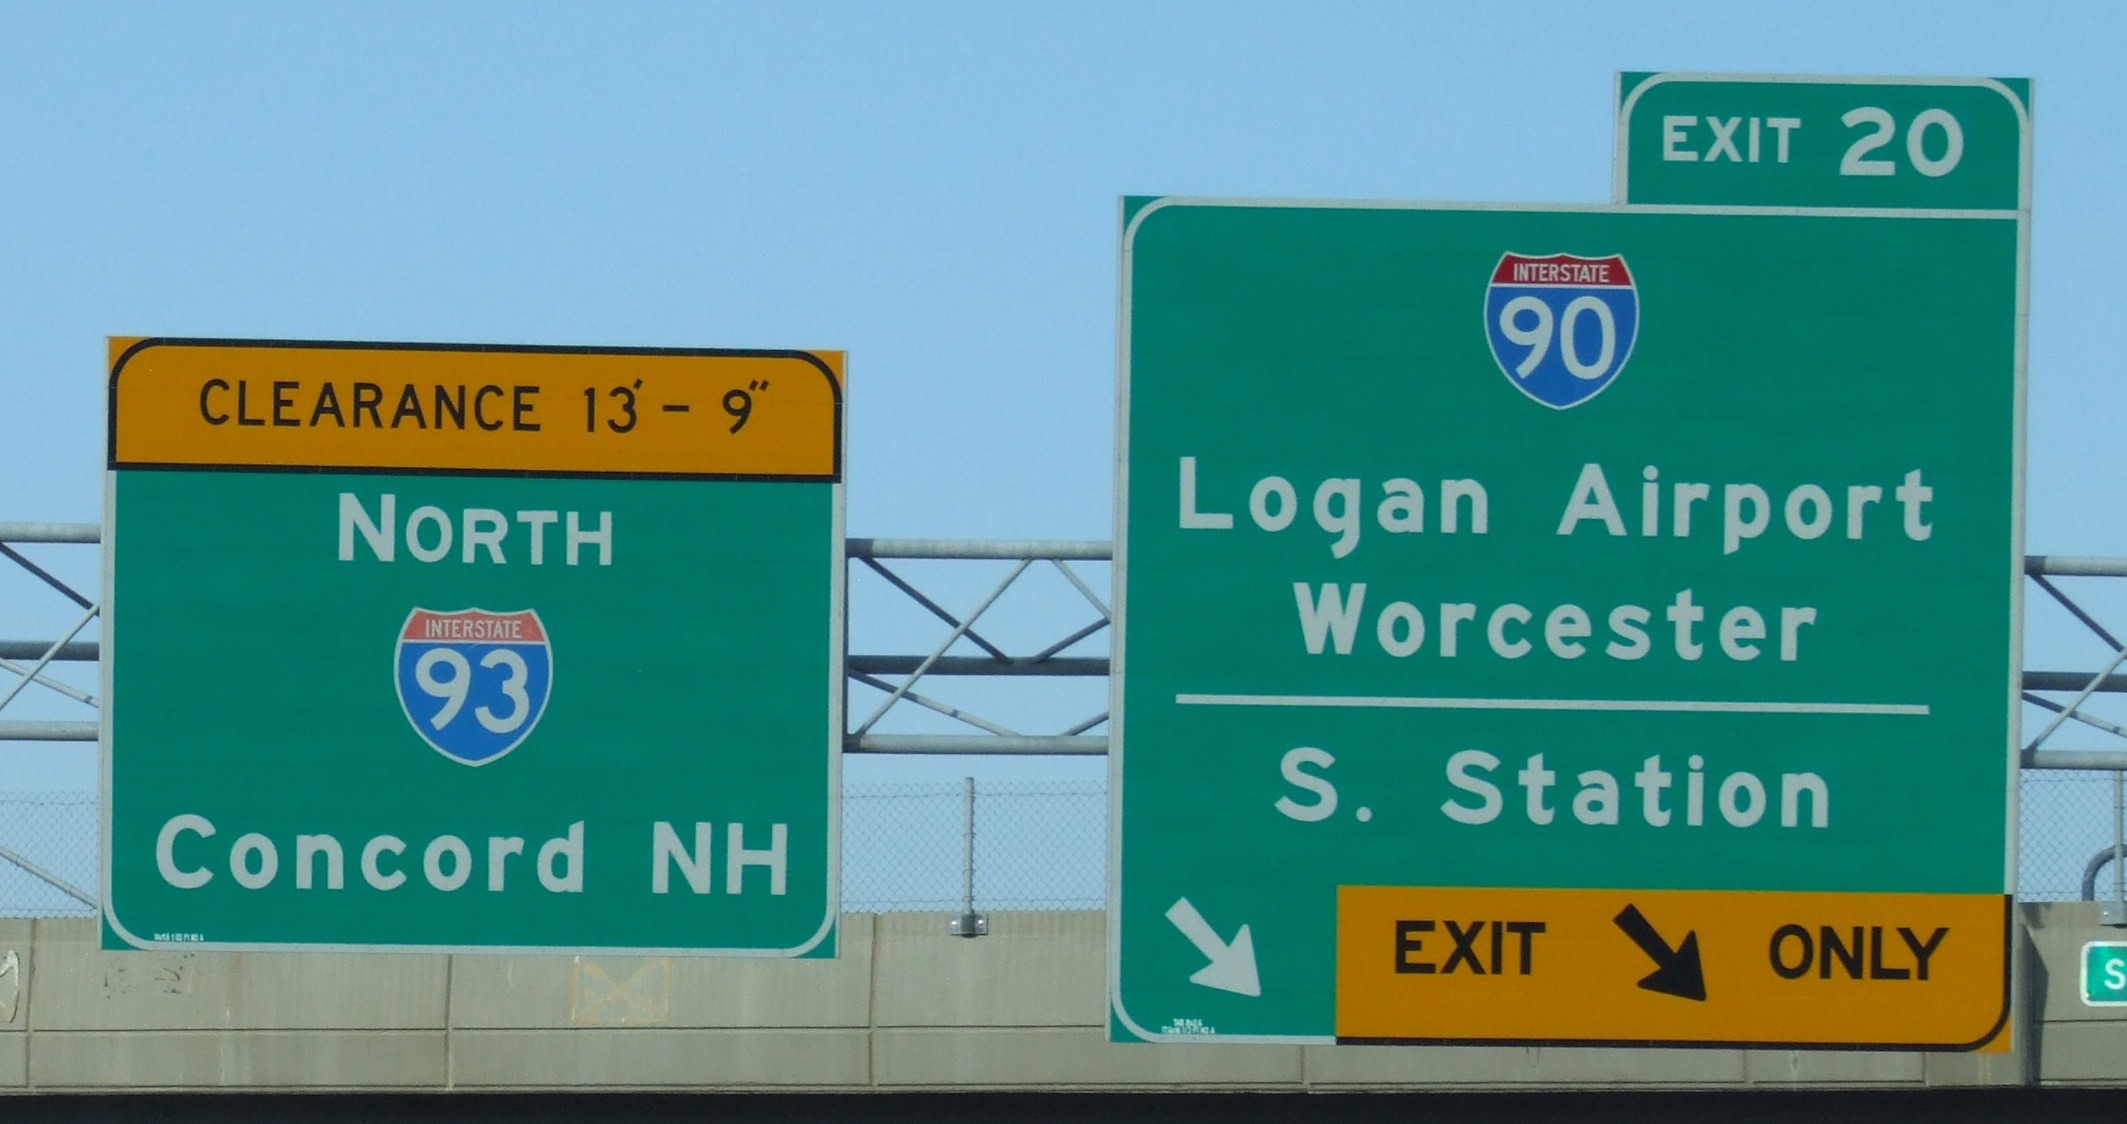 CLEARANCE 13' - 9"
NORTH
INTERSTATE
93
Concord NH
EXIT 20
INTERSTATE
90
Logan Airport
Worcester
S. Station
EXIT ONLY
S